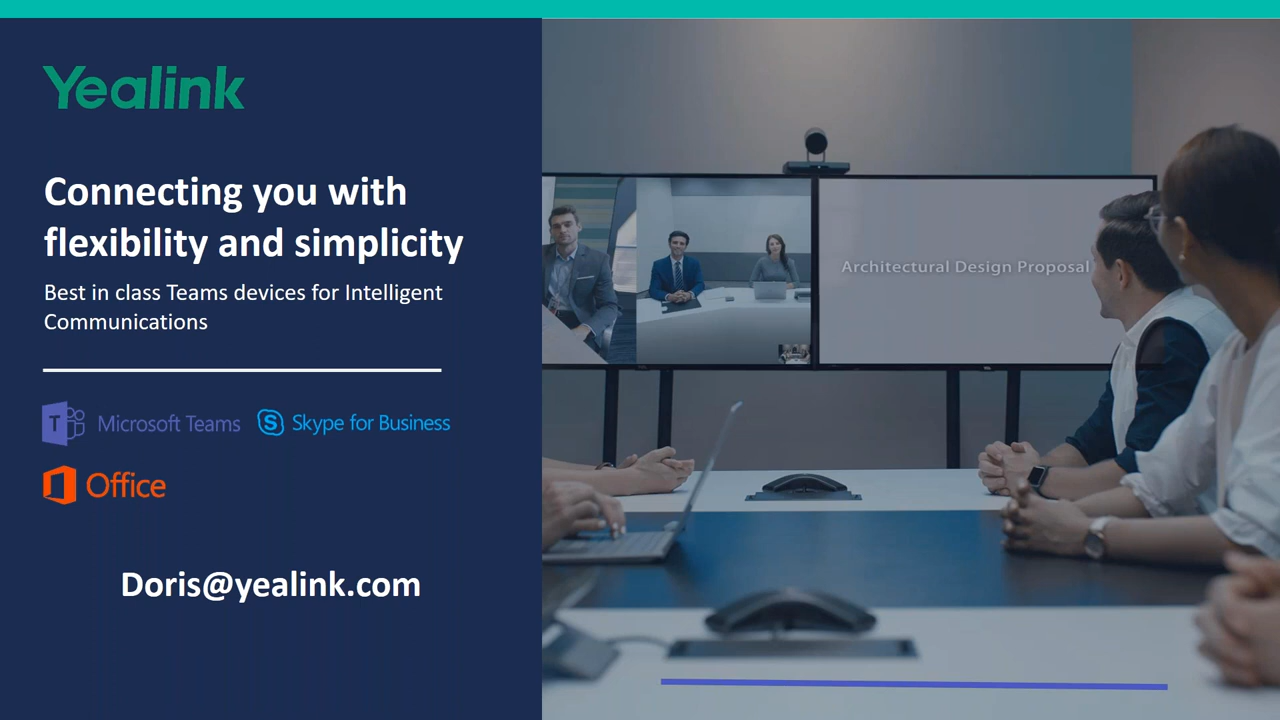 Yealink
Connecting you with
flexibility and simplicity
Best in class Teams devices for Intelligent
Communications
T Microsoft Teams S Skype for Business
Office
Doris@yealink.com
Architectural Design Proposal